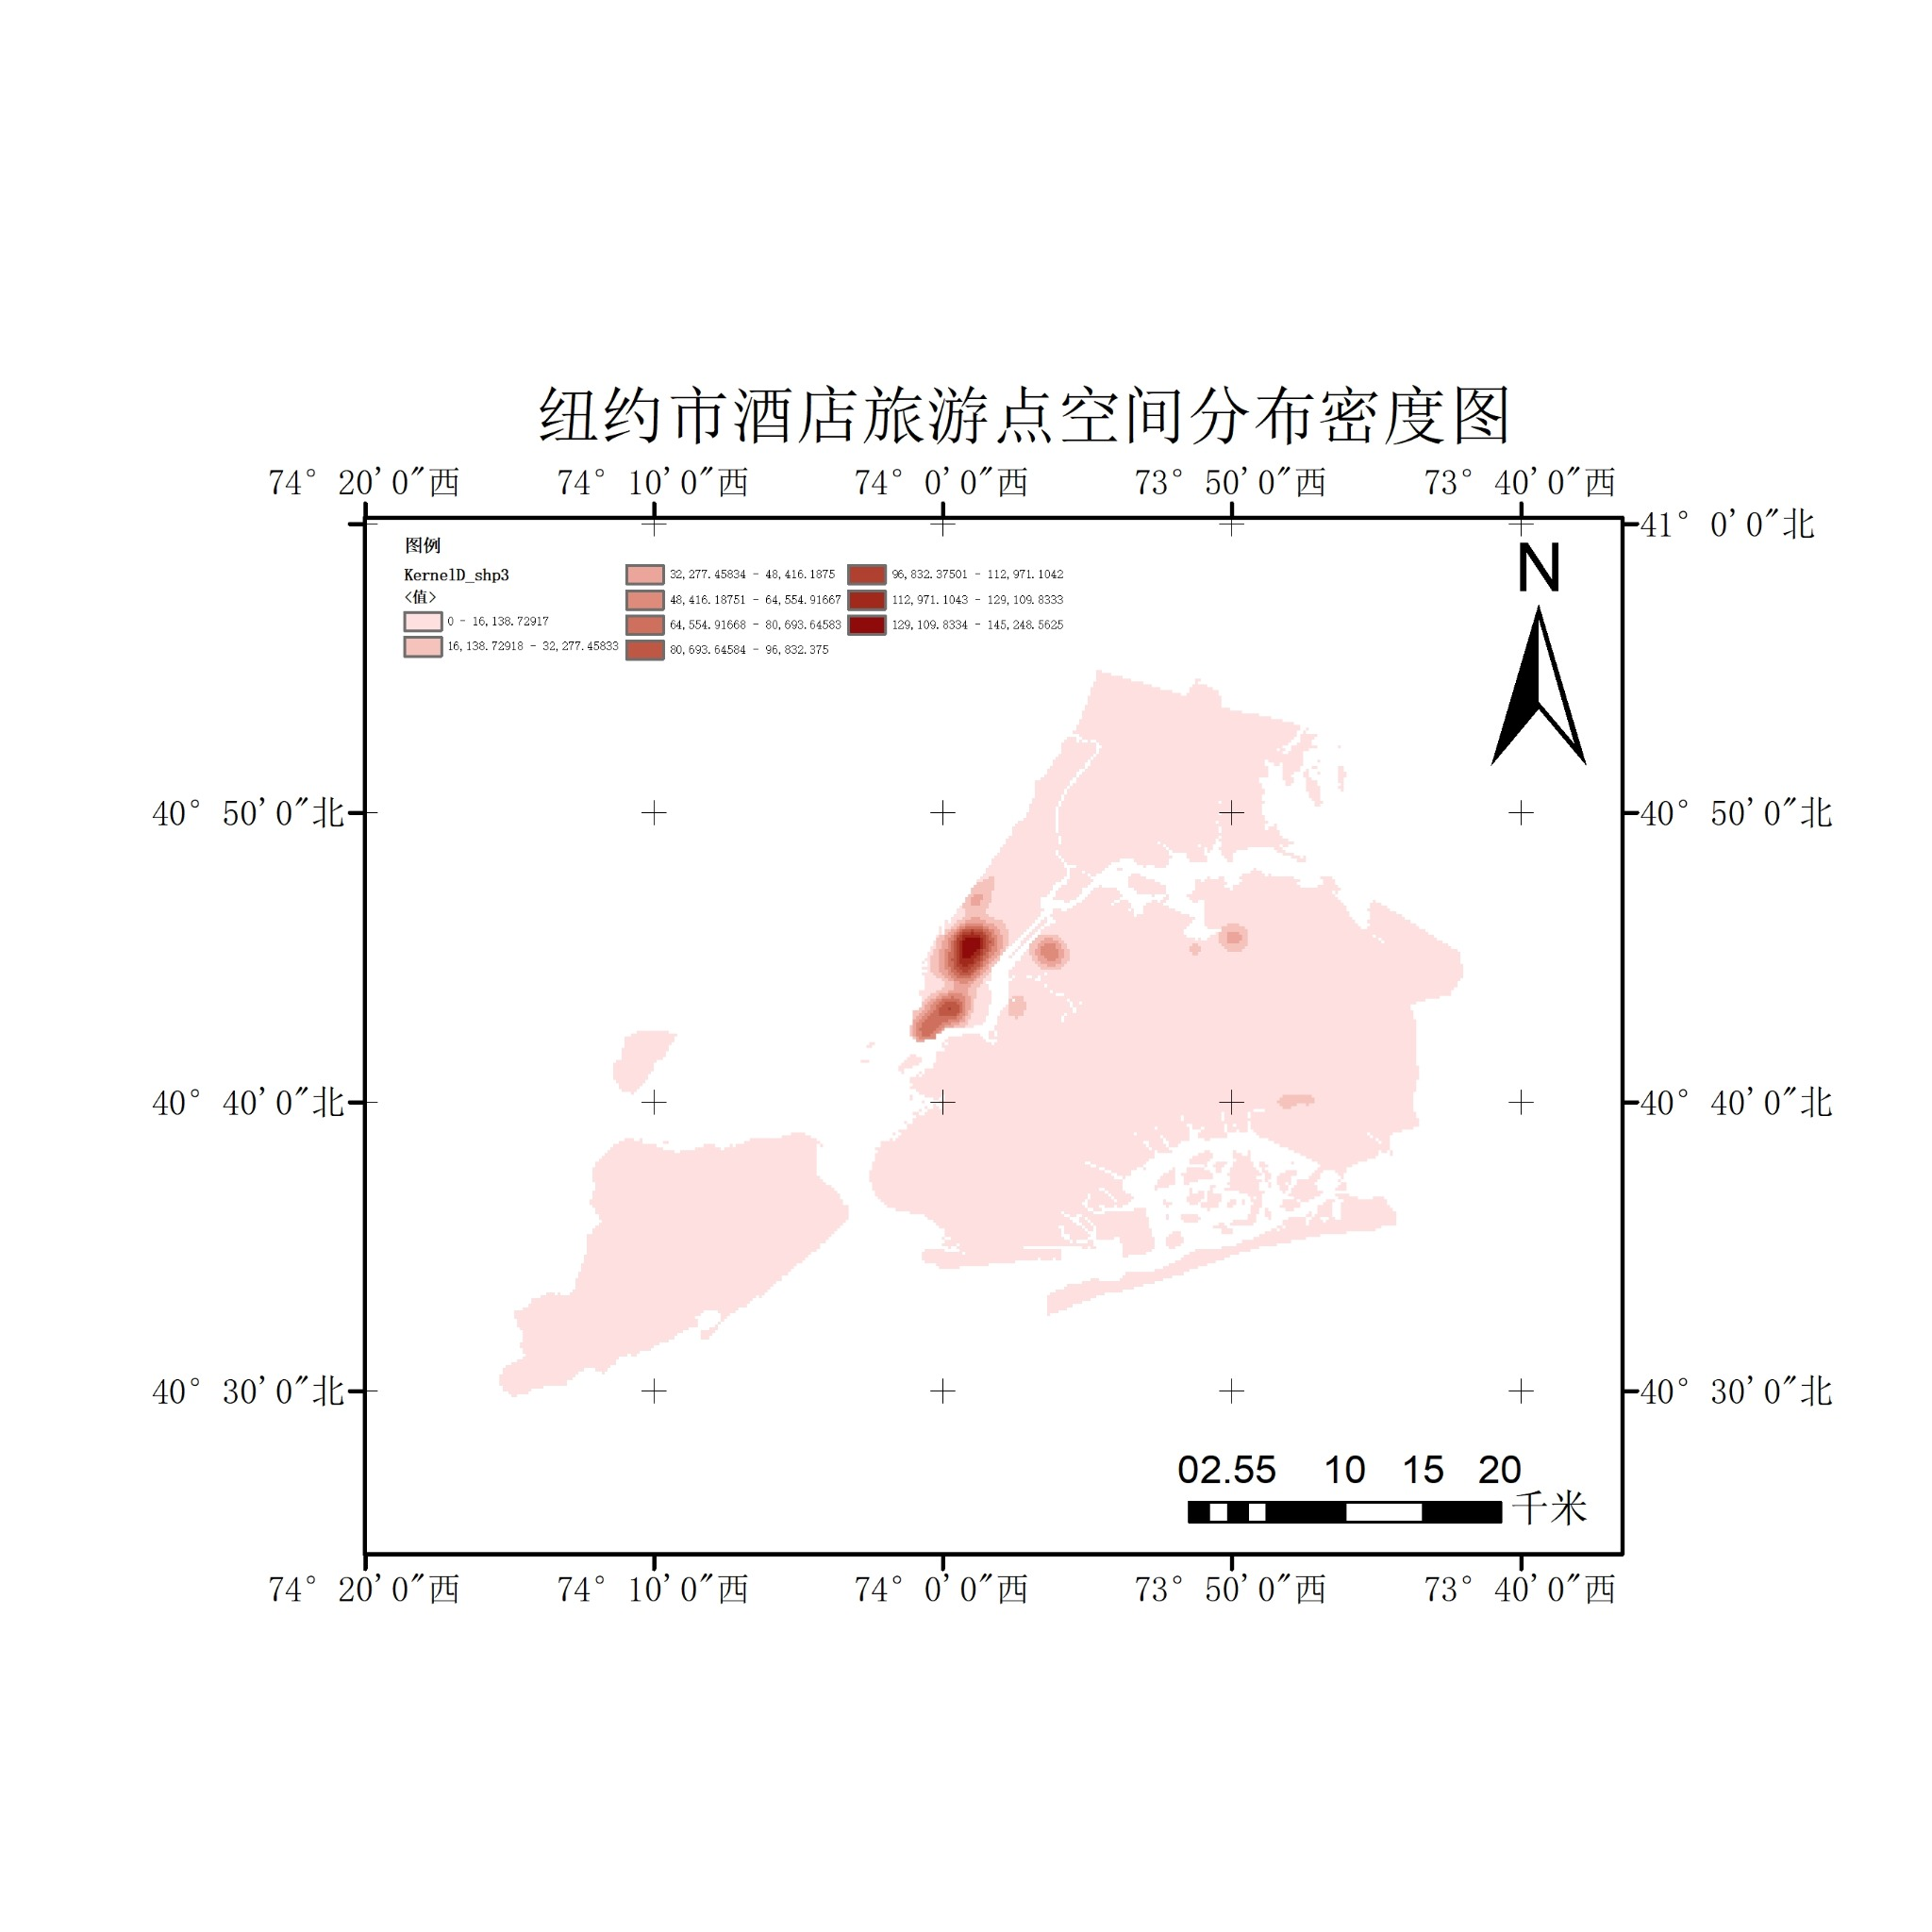 纽约市酒店旅游点空间分布密度图
74° 20'0"西 74° 10'0"西 74° 0'0"西 73° 50'0"西 73° 40'0"西
41° 0'0"北
图例
KernelD_shp3
<值>
0 - 16,138.72917
16,138.72918 - 32,277.45833
32,277.45834 - 48,416.1875
48,416.18751 - 64,554.91667
64,554.91668 - 80,693.64583
80,693.64584 - 96,832.375
96,832.37501 - 112,971.1042
112,971.1043 - 129,109.8333
129,109.8334 - 145,248.5625
N
40° 50'0"北 40° 50'0"北
40° 40'0"北 40° 40'0"北
40° 30'0"北 40° 30'0"北
02.55 10 15 20
千米
74° 20'0"西 74° 10'0"西 74° 0'0"西 73° 50'0"西 73° 40'0"西